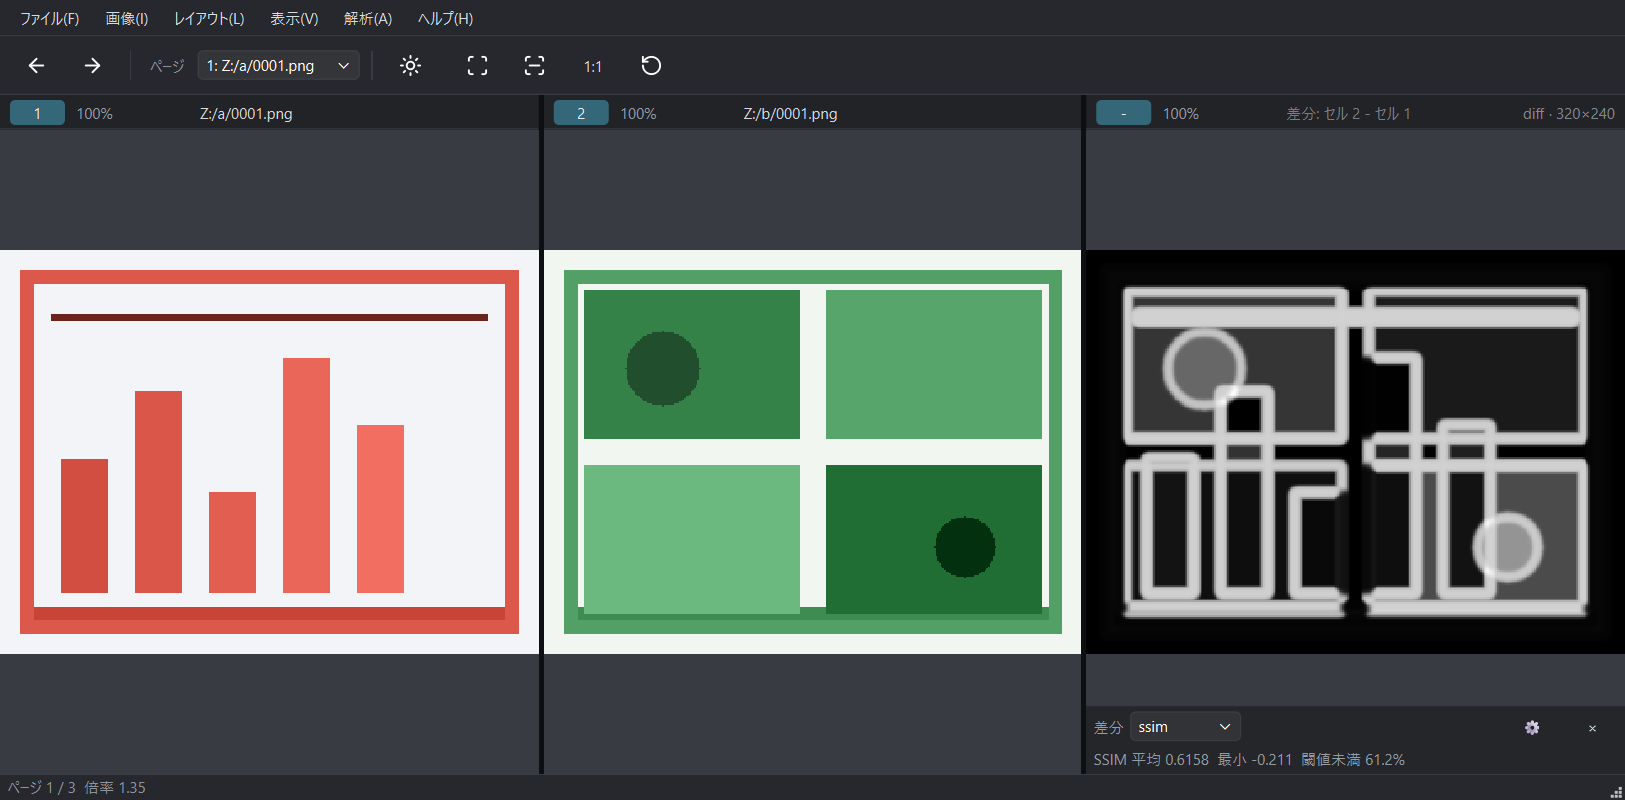 ファイル(F) 画像(I) レイアウト(L) 表示(V) 解析(A) ヘルプ(H)
ページ 1: Z:/a/0001.png 1:1
1 100% Z:/a/0001.png
2 100% Z:/b/0001.png
- 100% 差分: セル 2 - セル 1 diff · 320×240
差分 ssim ×
SSIM 平均 0.6158 最小 -0.211 閾値未満 61.2%
ページ 1 / 3 倍率 1.35